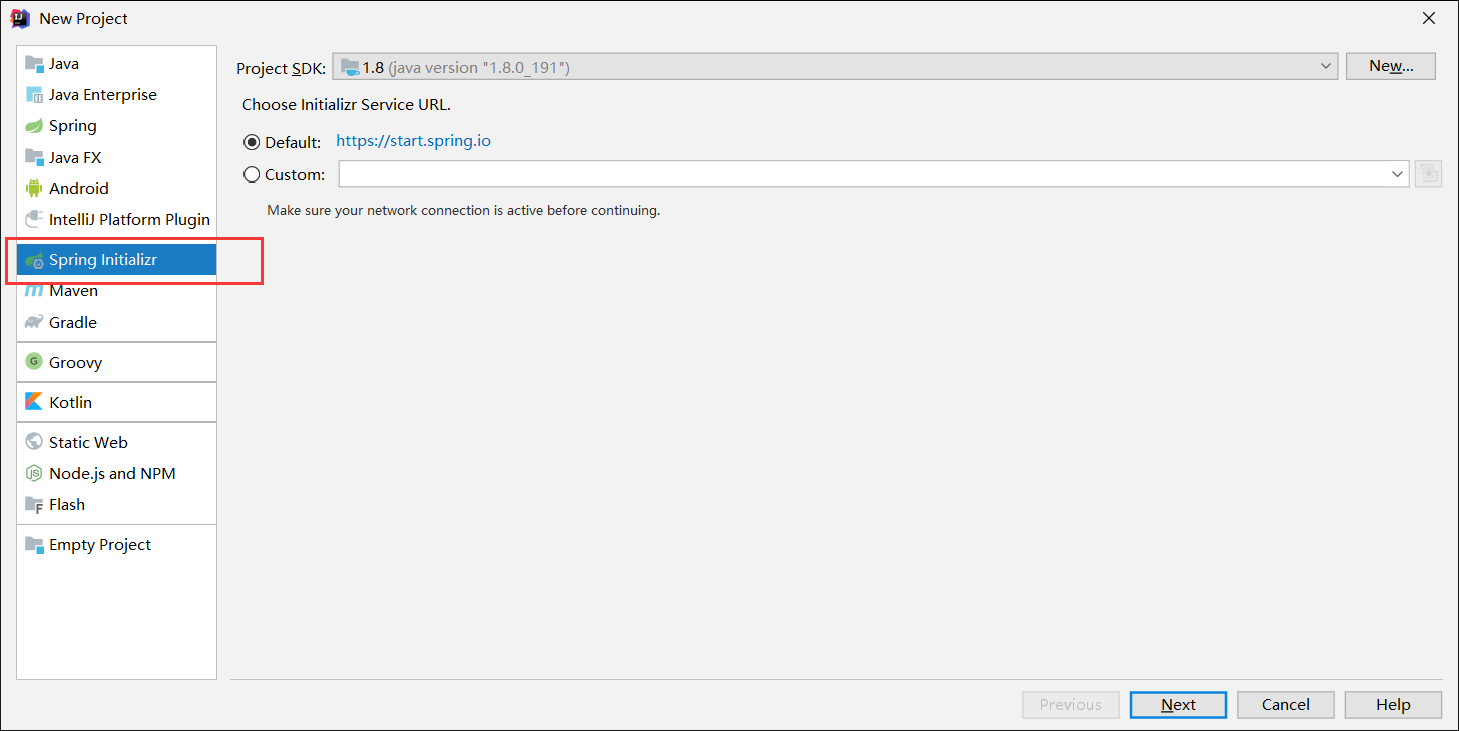 New Project
Java
Java Enterprise
Spring
Java FX
Android
IntelliJ Platform Plugin
Spring Initializr
Maven
Gradle
Groovy
Kotlin
Static Web
Node.js and NPM
Flash
Empty Project
Project SDK: 1.8 (java version "1.8.0_191") New...
Choose Initializr Service URL.
Default: https://start.spring.io
Custom:
Make sure your network connection is active before continuing.
Previous Next Cancel Help